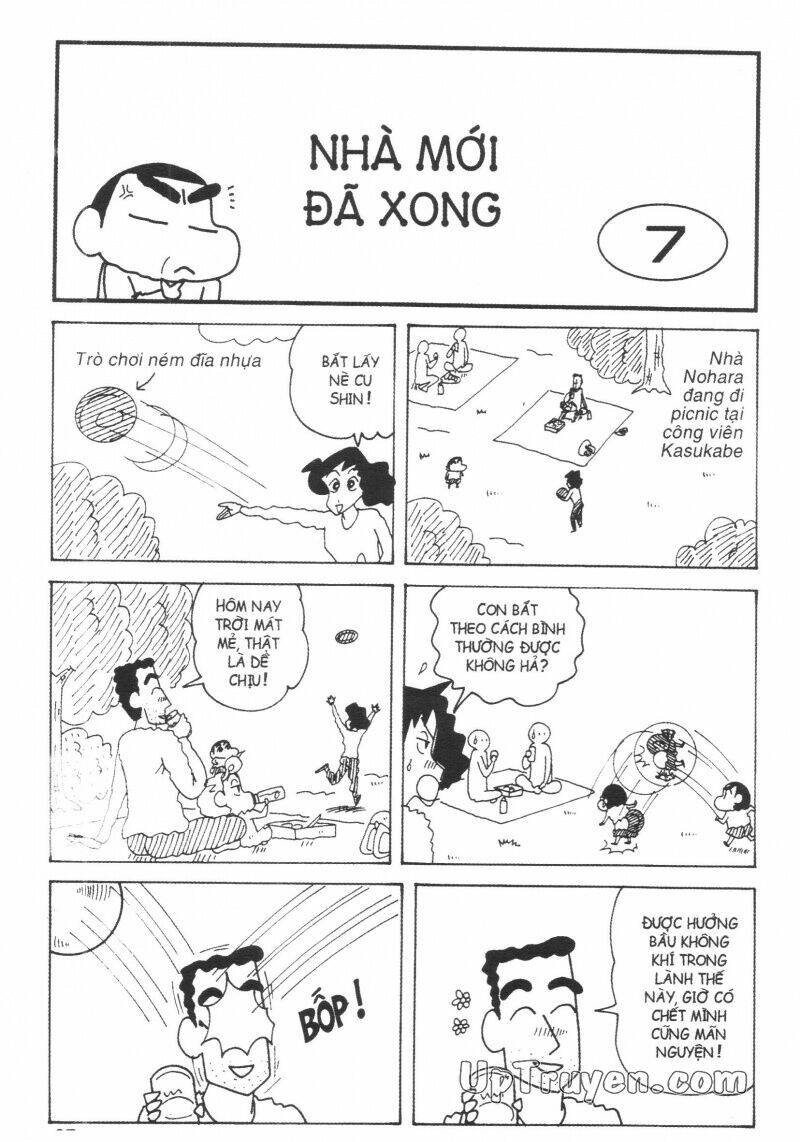 NHÀ MỚI
ĐÃ XONG
7
Nhà
Nohara
đang đi
picnic tại
công viên
Kasukabe
BẮT LẤY
NÈ CU
SHIN!
Trò chơi ném đĩa nhựa
CON BẮT
THEO CÁCH BÌNH
THƯỜNG ĐƯỢC
KHÔNG HẢ?
HÔM NAY
TRỜI MÁT
MẺ, THẬT
LÀ DỄ
CHỊU!
ĐƯỢC HƯỞNG
BẦU KHÔNG
KHÍ TRONG
LÀNH THẾ
NÀY, GIỜ CÓ
CHẾT MÌNH
CŨNG MÃN
NGUYỆN!
BỐP!
UpTruyen.com